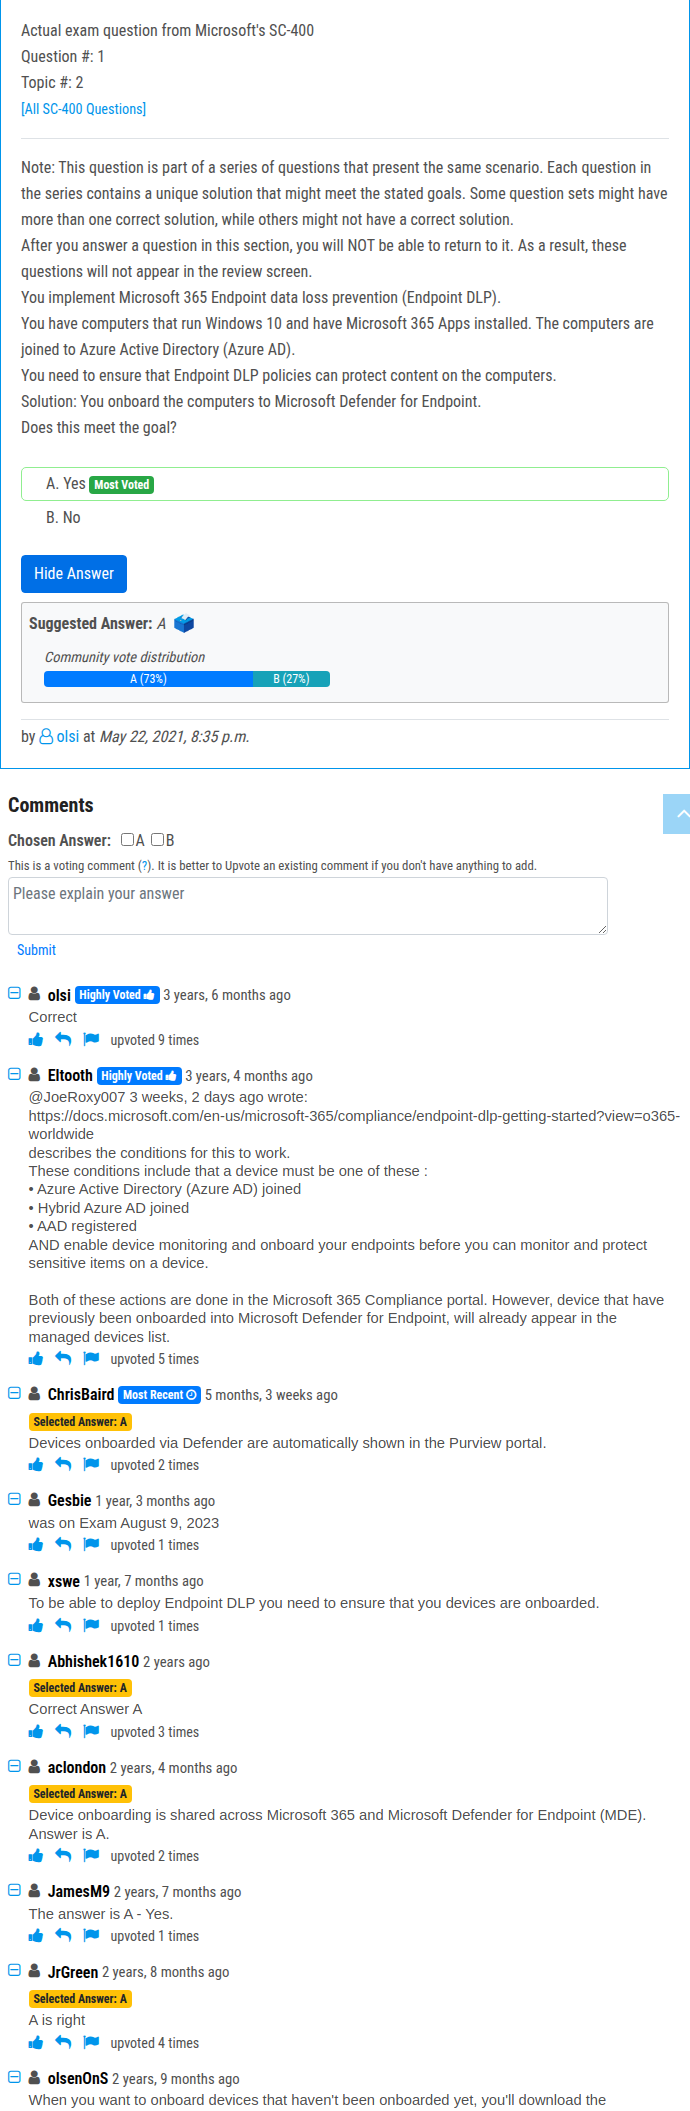 Actual exam question from Microsoft's SC-400
Question #: 1
Topic #: 2
[All SC-400 Questions]
Note: This question is part of a series of questions that present the same scenario. Each question in
the series contains a unique solution that might meet the stated goals. Some question sets might have
more than one correct solution, while others might not have a correct solution.
After you answer a question in this section, you will NOT be able to return to it. As a result, these
questions will not appear in the review screen.
You implement Microsoft 365 Endpoint data loss prevention (Endpoint DLP).
You have computers that run Windows 10 and have Microsoft 365 Apps installed. The computers are
joined to Azure Active Directory (Azure AD).
You need to ensure that Endpoint DLP policies can protect content on the computers.
Solution: You onboard the computers to Microsoft Defender for Endpoint.
Does this meet the goal?
A. Yes Most Voted
B. No
Hide Answer
Suggested Answer: A
Community vote distribution
A (73%) B (27%)
by olsi at May 22, 2021, 8:35 p.m.
Comments
Chosen Answer: A B
This is a voting comment (?). It is better to Upvote an existing comment if you don't have anything to add.
Please explain your answer
Submit
olsi Highly Voted 3 years, 6 months ago
Correct
upvoted 9 times
Eltooth Highly Voted 3 years, 4 months ago
@JoeRoxy007 3 weeks, 2 days ago wrote:
https://docs.microsoft.com/en-us/microsoft-365/compliance/endpoint-dlp-getting-started?view=o365-
worldwide
describes the conditions for this to work.
These conditions include that a device must be one of these :
• Azure Active Directory (Azure AD) joined
• Hybrid Azure AD joined
• AAD registered
AND enable device monitoring and onboard your endpoints before you can monitor and protect
sensitive items on a device.
Both of these actions are done in the Microsoft 365 Compliance portal. However, device that have
previously been onboarded into Microsoft Defender for Endpoint, will already appear in the
managed devices list.
upvoted 5 times
ChrisBaird Most Recent 5 months, 3 weeks ago
Selected Answer: A
Devices onboarded via Defender are automatically shown in the Purview portal.
upvoted 2 times
Gesbie 1 year, 3 months ago
was on Exam August 9, 2023
upvoted 1 times
xswe 1 year, 7 months ago
To be able to deploy Endpoint DLP you need to ensure that you devices are onboarded.
upvoted 1 times
Abhishek1610 2 years ago
Selected Answer: A
Correct Answer A
upvoted 3 times
aclondon 2 years, 4 months ago
Selected Answer: A
Device onboarding is shared across Microsoft 365 and Microsoft Defender for Endpoint (MDE).
Answer is A.
upvoted 2 times
JamesM9 2 years, 7 months ago
The answer is A - Yes.
upvoted 1 times
JrGreen 2 years, 8 months ago
Selected Answer: A
A is right
upvoted 4 times
olsenOnS 2 years, 9 months ago
When you want to onboard devices that haven't been onboarded yet, you'll download the